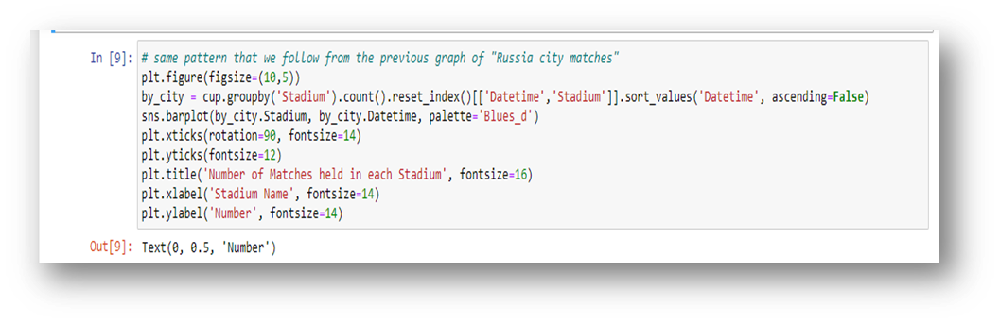 In [9]: # same pattern that we follow from the previous graph of "Russia city matches"
plt.figure(figsize=(10,5))
by_city = cup.groupby('Stadium').count().reset_index()[['Datetime','Stadium']].sort_values('Datetime', ascending=False)
sns.barplot(by_city.Stadium, by_city.Datetime, palette='Blues_d')
plt.xticks(rotation=90, fontsize=14)
plt.yticks(fontsize=12)
plt.title('Number of Matches held in each Stadium', fontsize=16)
plt.xlabel('Stadium Name', fontsize=14)
plt.ylabel('Number', fontsize=14)
Out[9]: Text(0, 0.5, 'Number')